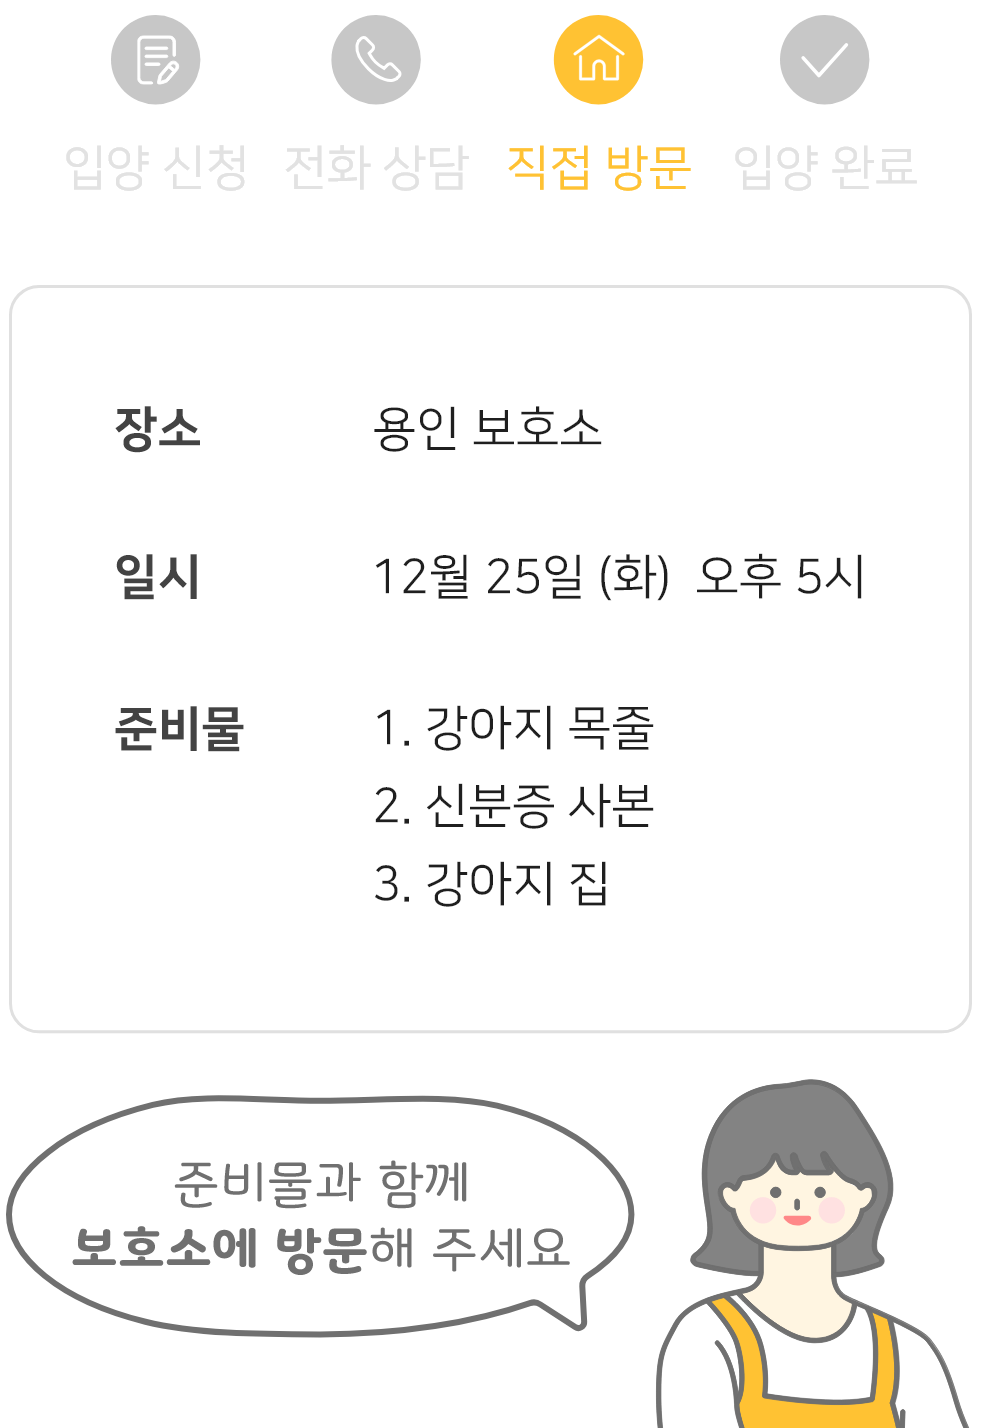 입양 신청 전화 상담 직접 방문 입양 완료
장소 용인 보호소
일시 12월 25일 (화) 오후 5시
준비물 1. 강아지 목줄
2. 신분증 사본
3. 강아지 집
준비물과 함께
보호소에 방문해 주세요